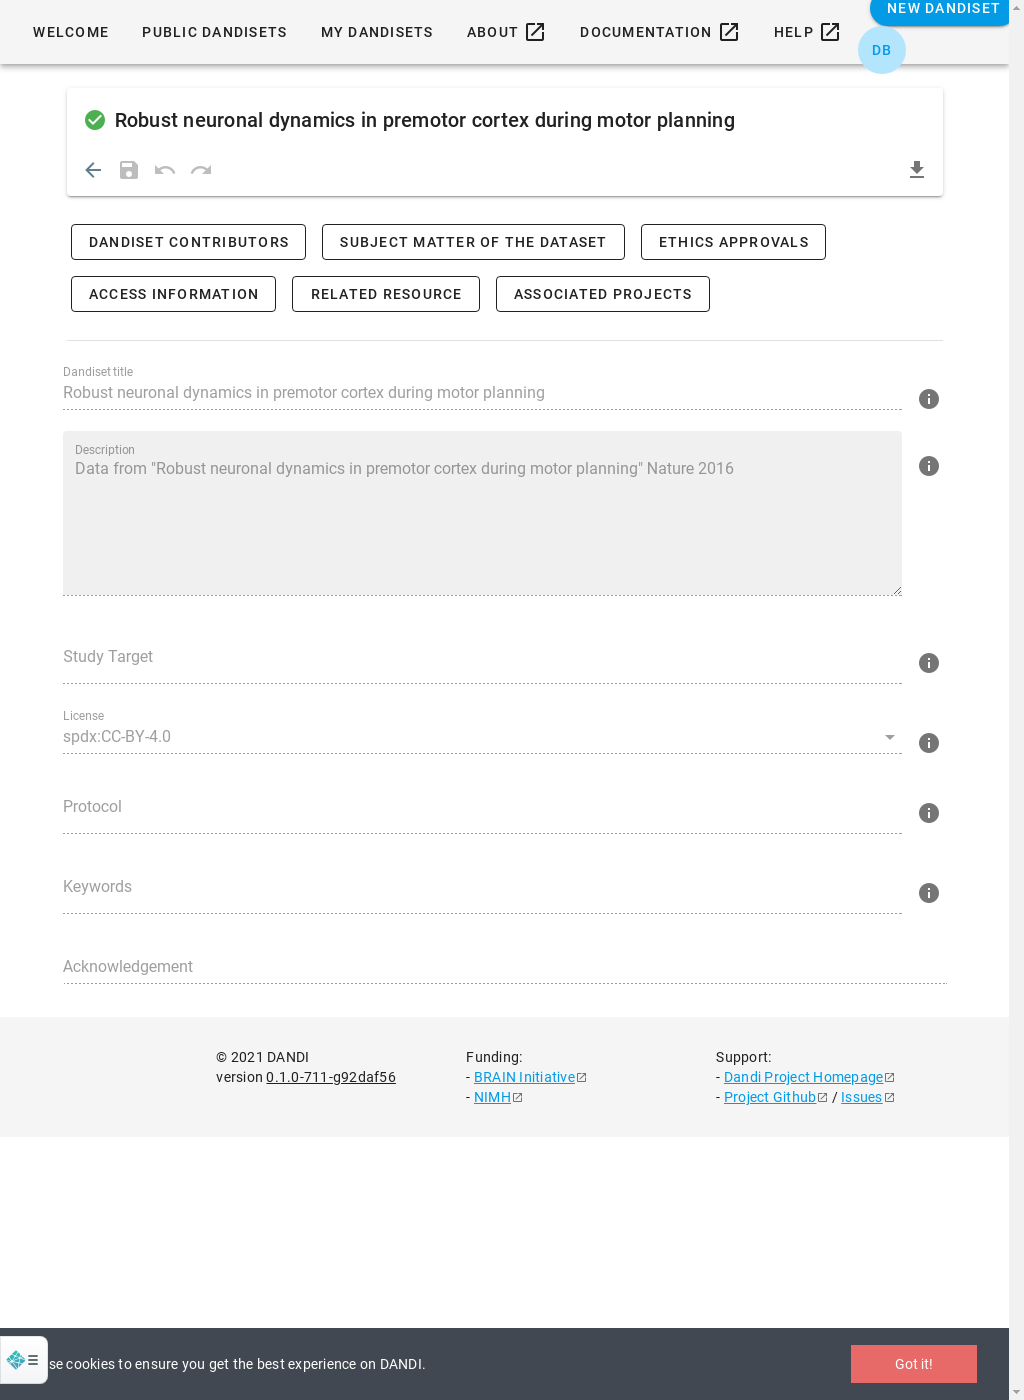 NEW DANDISET
WELCOME PUBLIC DANDISETS MY DANDISETS ABOUT DOCUMENTATION HELP
DB
Robust neuronal dynamics in premotor cortex during motor planning
DANDISET CONTRIBUTORS SUBJECT MATTER OF THE DATASET ETHICS APPROVALS
ACCESS INFORMATION RELATED RESOURCE ASSOCIATED PROJECTS
Dandiset title
Robust neuronal dynamics in premotor cortex during motor planning
Description
Data from "Robust neuronal dynamics in premotor cortex during motor planning" Nature 2016
Study Target
License
spdx:CC-BY-4.0
Protocol
Keywords
Acknowledgement
© 2021 DANDI
version 0.1.0-711-g92daf56
Funding:
- BRAIN Initiative
- NIMH
Support:
- Dandi Project Homepage
- Project Github / Issues
se cookies to ensure you get the best experience on DANDI.
Got it!